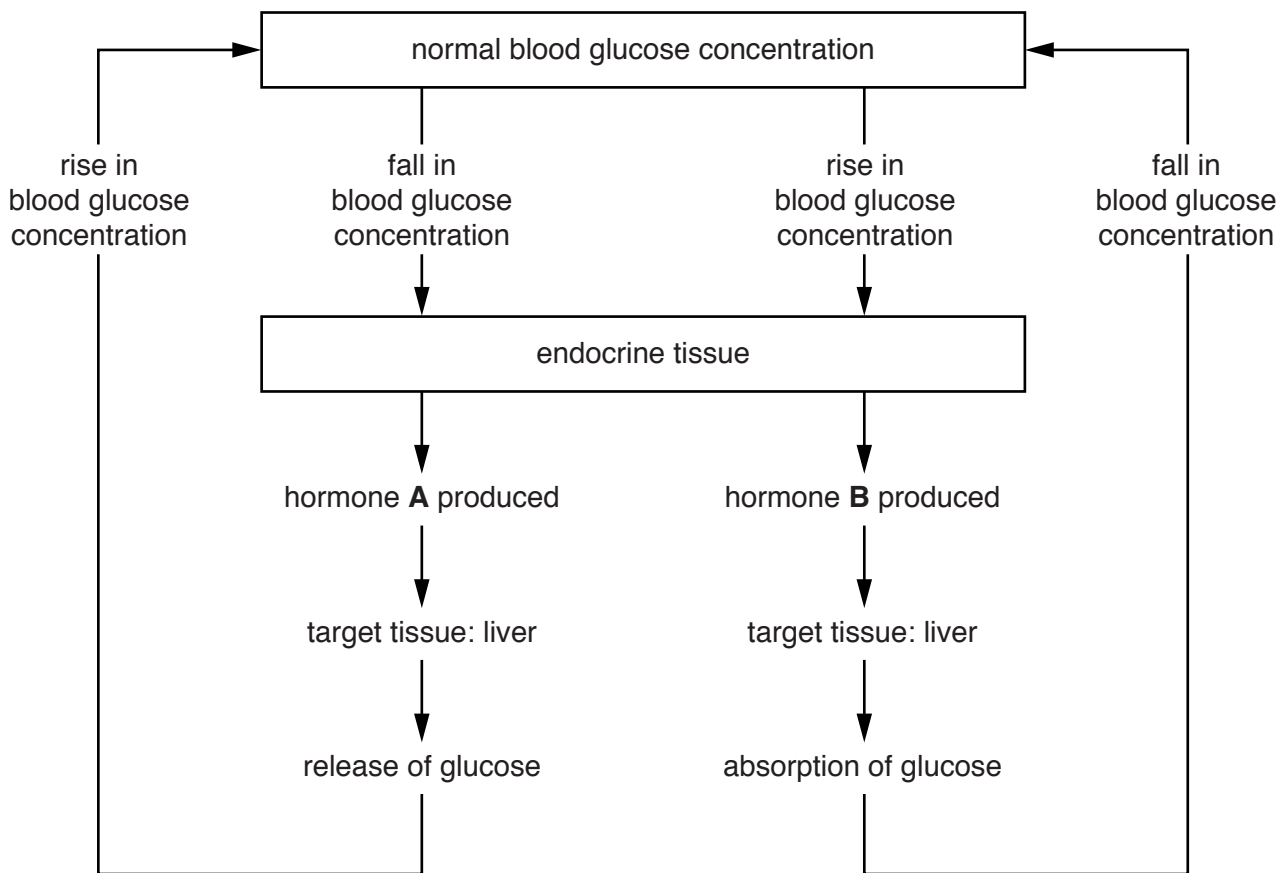 normal blood glucose concentration
rise in
blood glucose
concentration
fall in
blood glucose
concentration
rise in
blood glucose
concentration
fall in
blood glucose
concentration
endocrine tissue
hormone A produced
hormone B produced
target tissue: liver
target tissue: liver
release of glucose
absorption of glucose